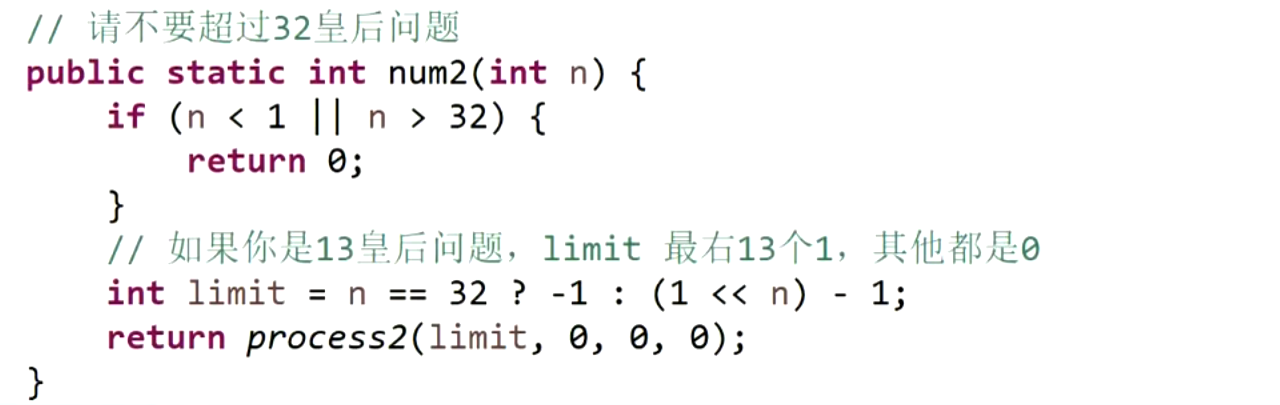 // 请不要超过32皇后问题
public static int num2(int n) {
    if (n < 1 || n > 32) {
        return 0;
    }
    // 如果你是13皇后问题，limit 最右13个1，其他都是0
    int limit = n == 32 ? -1 : (1 << n) - 1;
    return process2(limit, 0, 0, 0);
}